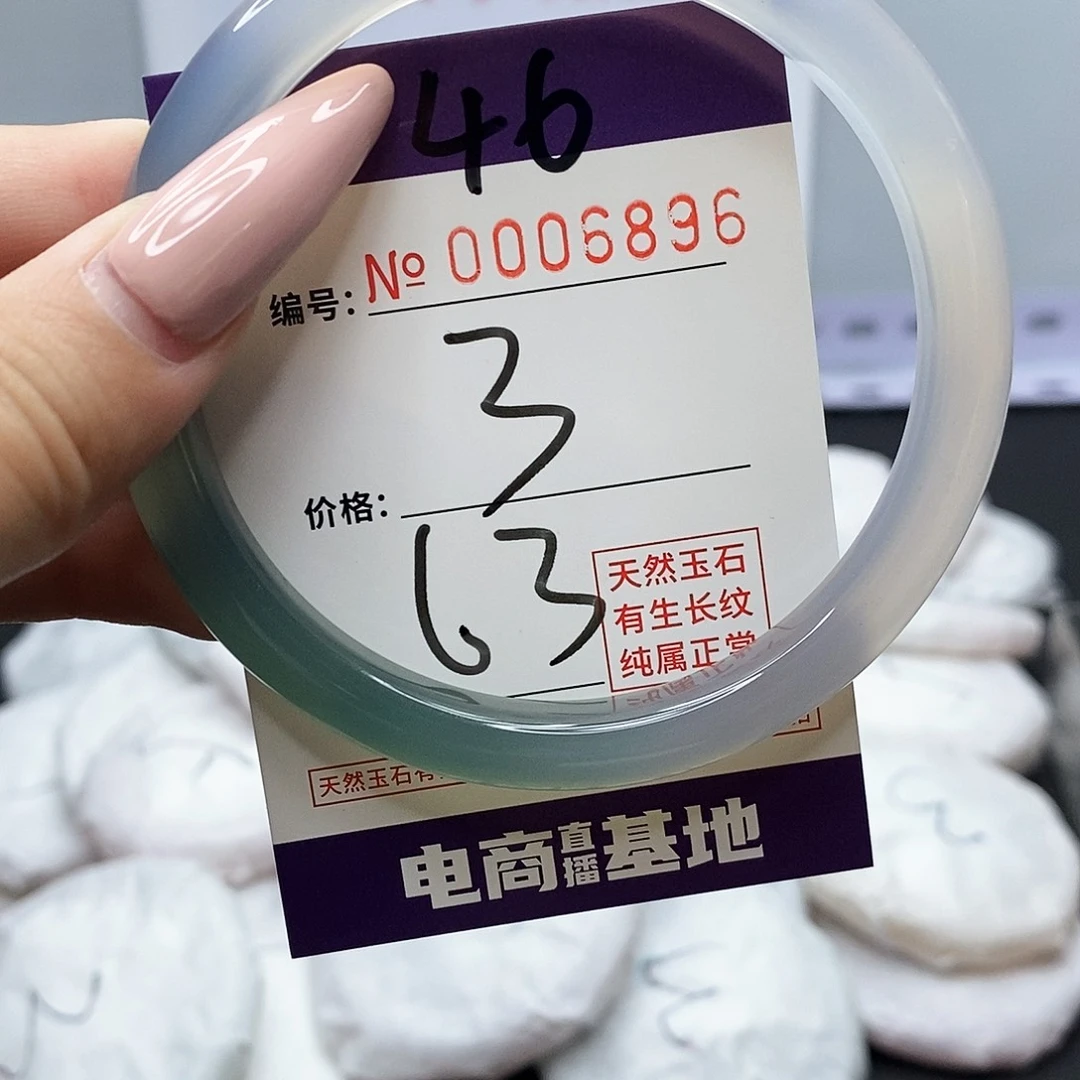 46
编号：№ 0006896
3
价格：
63
天然玉石
有生长纹
纯属正常
天然玉石有
电商直播基地